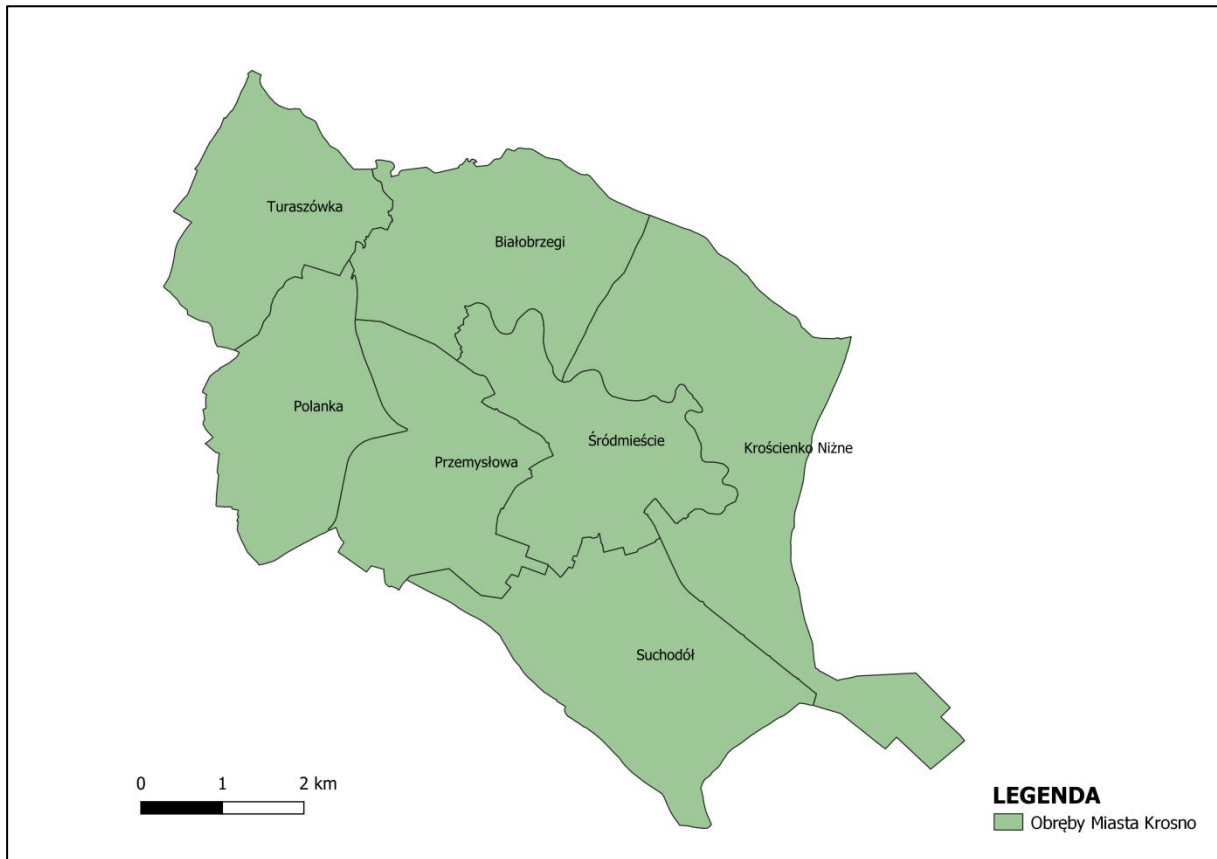 Turaszówka
Białobrzegi
Polanka
Śródmieście
Krościenko Niżne
Przemysłowa
Suchodół
0 1 2 km
LEGENDA
Obręby Miasta Krosno